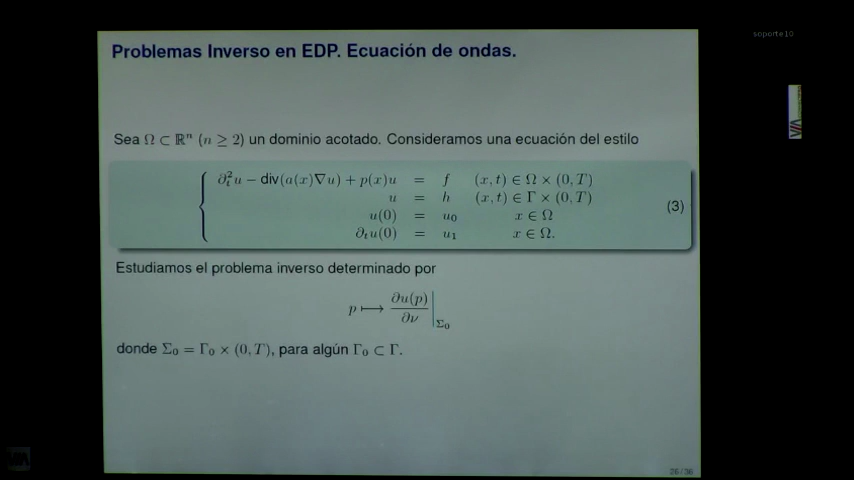 soporte10
Problemas Inverso en EDP. Ecuación de ondas.
Sea Ω ⊂ ℝⁿ (n ≥ 2) un dominio acotado. Consideramos una ecuación del estilo
∂ₜ²u − div(a(x)∇u) + p(x)u = f (x, t) ∈ Ω × (0, T)
u = h (x, t) ∈ Γ × (0, T)
u(0) = u₀ x ∈ Ω
∂ₜu(0) = u₁ x ∈ Ω.
(3)
Estudiamos el problema inverso determinado por
p ⟼ ∂u(p)/∂ν |Σ₀
donde Σ₀ = Γ₀ × (0, T), para algún Γ₀ ⊂ Γ.
26 / 36